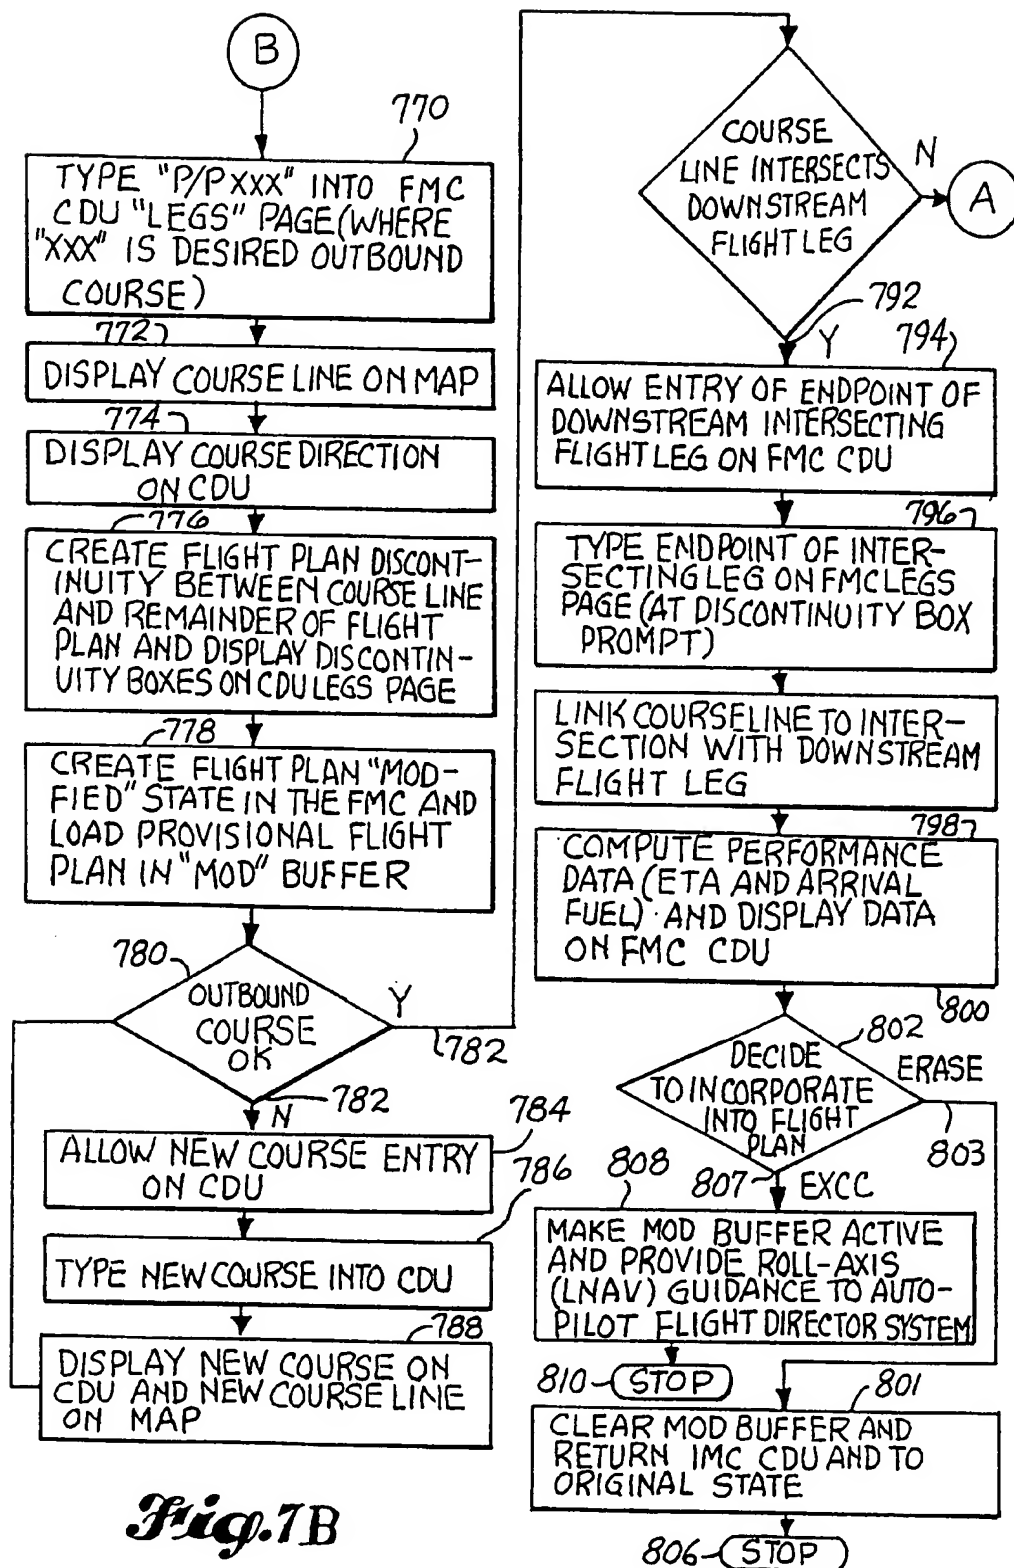 B
770
TYPE "P/PXXX" INTO FMC
CDU "LEGS" PAGE (WHERE
"XXX" IS DESIRED OUTBOUND
COURSE)
772
DISPLAY COURSE LINE ON MAP
774
DISPLAY COURSE DIRECTION
ON CDU
776
CREATE FLIGHT PLAN DISCONT-
INUITY BETWEEN COURSE LINE
AND REMAINDER OF FLIGHT
PLAN AND DISPLAY DISCONTIN-
UITY BOXES ON CDU LEGS PAGE
778
CREATE FLIGHT PLAN "MOD-
FIED" STATE IN THE FMC AND
LOAD PROVISIONAL FLIGHT
PLAN IN "MOD" BUFFER
780
OUTBOUND
COURSE
OK
Y
782
N
782
784
ALLOW NEW COURSE ENTRY
ON CDU
786
TYPE NEW COURSE INTO CDU
788
DISPLAY NEW COURSE ON
CDU AND NEW COURSE LINE
ON MAP
COURSE
LINE INTERSECTS
DOWNSTREAM
FLIGHT LEG
N
A
792
Y
794
ALLOW ENTRY OF ENDPOINT OF
DOWNSTREAM INTERSECTING
FLIGHT LEG ON FMC CDU
796
TYPE ENDPOINT OF INTER-
SECTING LEG ON FMC LEGS
PAGE (AT DISCONTINUITY BOX
PROMPT)
LINK COURSELINE TO INTER-
SECTION WITH DOWNSTREAM
FLIGHT LEG
798
COMPUTE PERFORMANCE
DATA (ETA AND ARRIVAL
FUEL) AND DISPLAY DATA
ON FMC CDU
800
802
DECIDE
TO INCORPORATE
INTO FLIGHT
PLAN
ERASE
803
807
EXCC
808
MAKE MOD BUFFER ACTIVE
AND PROVIDE ROLL-AXIS
(LNAV) GUIDANCE TO AUTO-
PILOT FLIGHT DIRECTOR SYSTEM
810 STOP
801
CLEAR MOD BUFFER AND
RETURN IMC CDU AND TO
ORIGINAL STATE
806 STOP
Fig. 7B